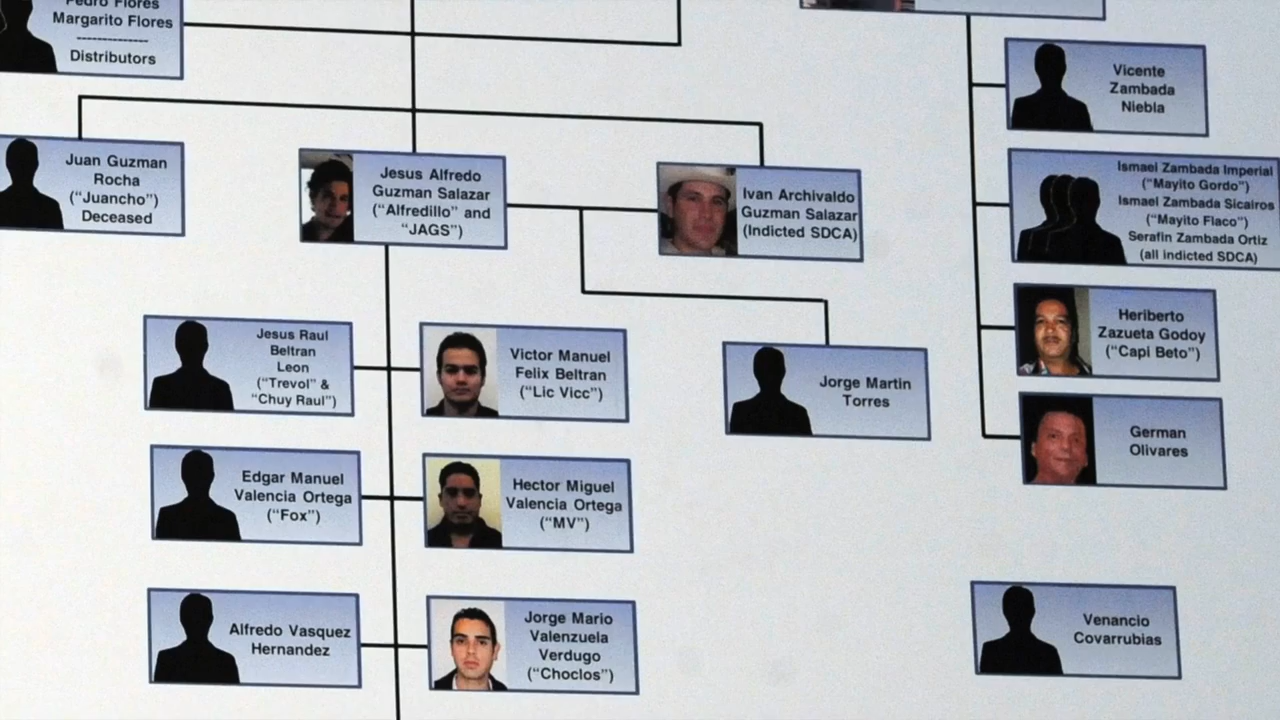 Pedro Flores
Margarito Flores
--------------
Distributors
Vicente
Zambada
Niebla
Juan Guzman
Rocha
(“Juancho”)
Deceased
Jesus Alfredo
Guzman Salazar
(“Alfredillo” and
“JAGS”)
Ivan Archivaldo
Guzman Salazar
(Indicted SDCA)
Ismael Zambada Imperial
(“Mayito Gordo”)
Ismael Zambada Sicairos
(“Mayito Flaco”)
Serafin Zambada Ortiz
(all indicted SDCA)
Jesus Raul
Beltran
Leon
(“Trevol” &
“Chuy Raul”)
Victor Manuel
Felix Beltran
(“Lic Vicc”)
Jorge Martin
Torres
Heriberto
Zazueta Godoy
(“Capi Beto”)
German
Olivares
Edgar Manuel
Valencia Ortega
(“Fox”)
Hector Miguel
Valencia Ortega
(“MV”)
Alfredo Vasquez
Hernandez
Jorge Mario
Valenzuela
Verdugo
(“Choclos”)
Venancio
Covarrubias